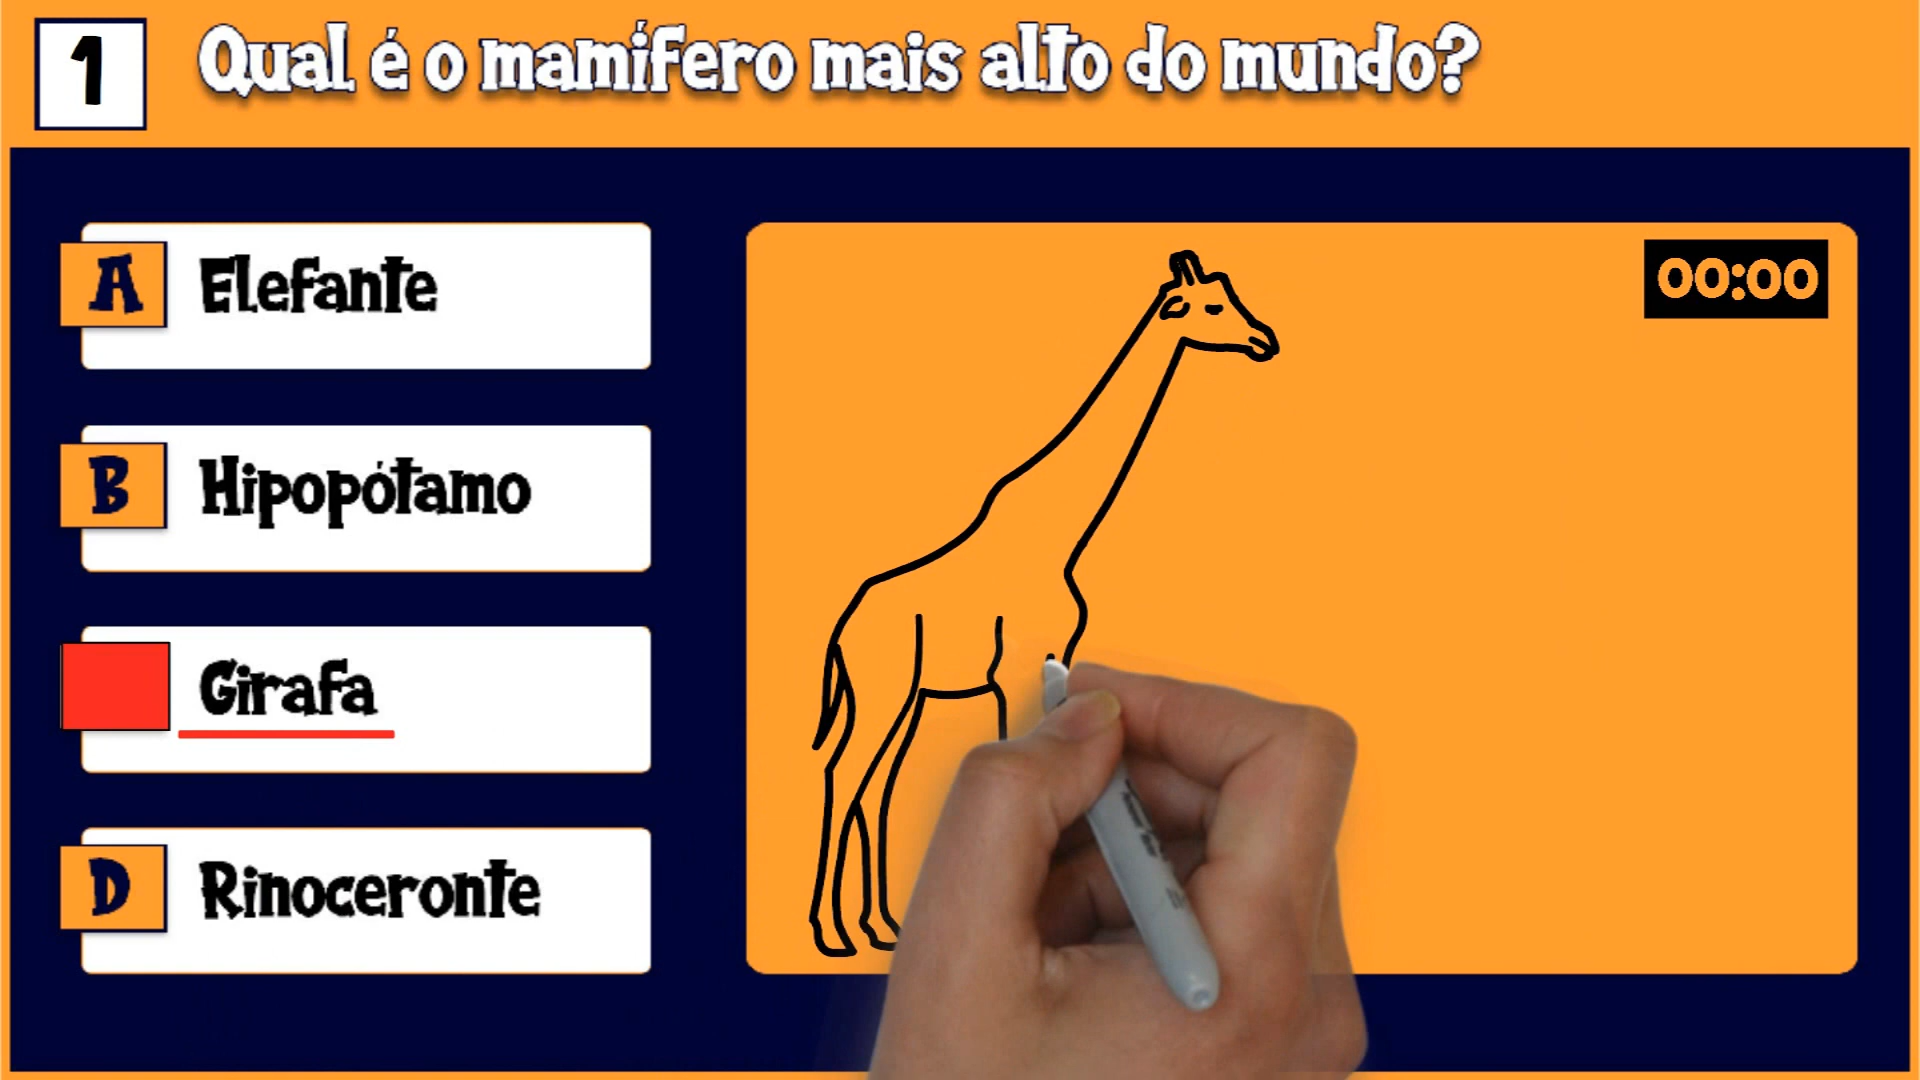 1
Qual é o mamífero mais alto do mundo?
A Elefante
00:00
B Hipopótamo
Girafa
D Rinoceronte